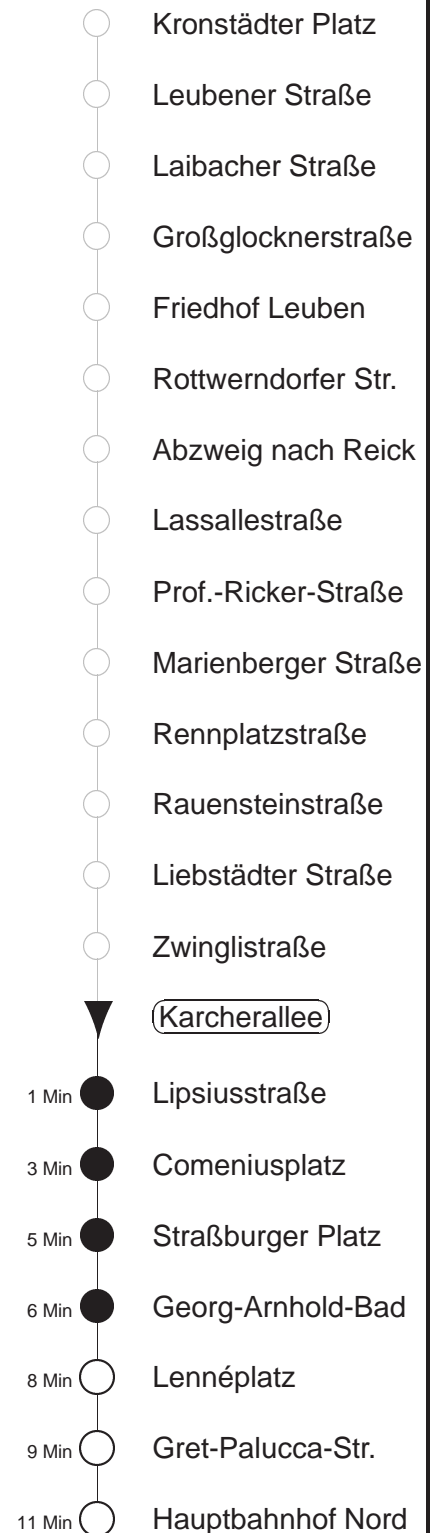 Kronstädter Platz
Leubener Straße
Laibacher Straße
Großglocknerstraße
Friedhof Leuben
Rottwerndorfer Str.
Abzweig nach Reick
Lassallestraße
Prof.-Ricker-Straße
Marienberger Straße
Rennplatzstraße
Rauensteinstraße
Liebstädter Straße
Zwinglistraße
Karcherallee
1 Min Lipsiusstraße
3 Min Comeniusplatz
5 Min Straßburger Platz
6 Min Georg-Arnhold-Bad
8 Min Lennéplatz
9 Min Gret-Palucca-Str.
11 Min Hauptbahnhof Nord